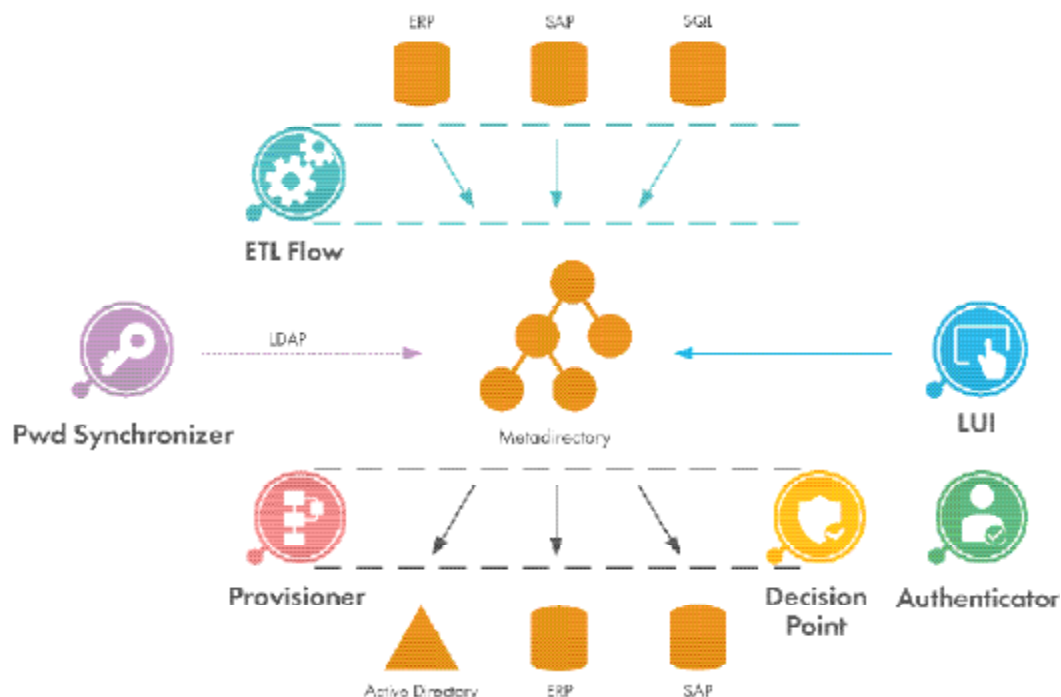 ERP
SAP
SQL
ETL Flow
LDAP
Pwd Synchronizer
Metadirectory
LUI
Provisioner
Decision
Point
Authenticator
Active Directory
ERP
SAP